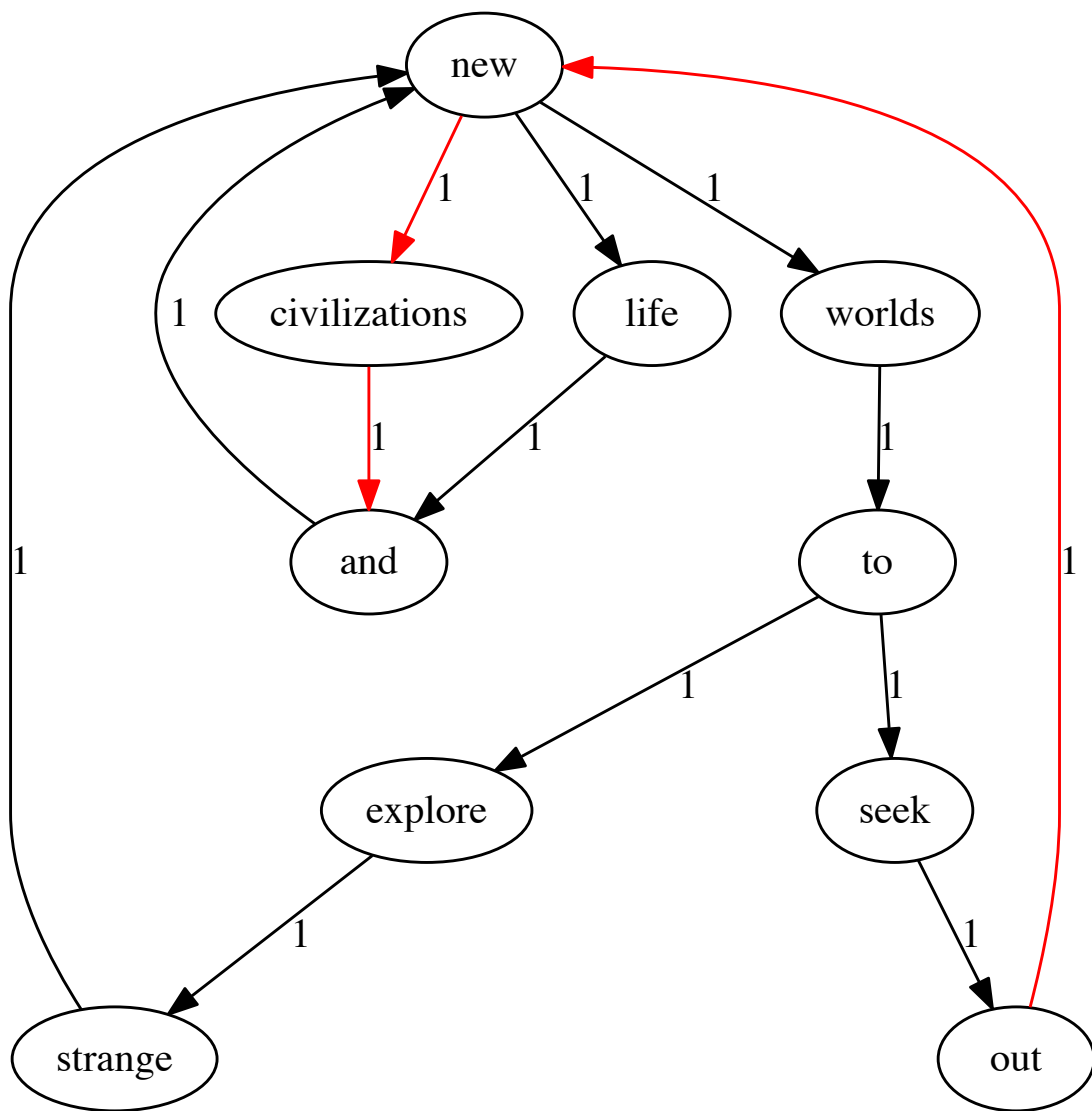 new
1 1 1
civilizations life worlds
1
1 1 1
and to
1 1
1 1
explore seek
1 1
strange out